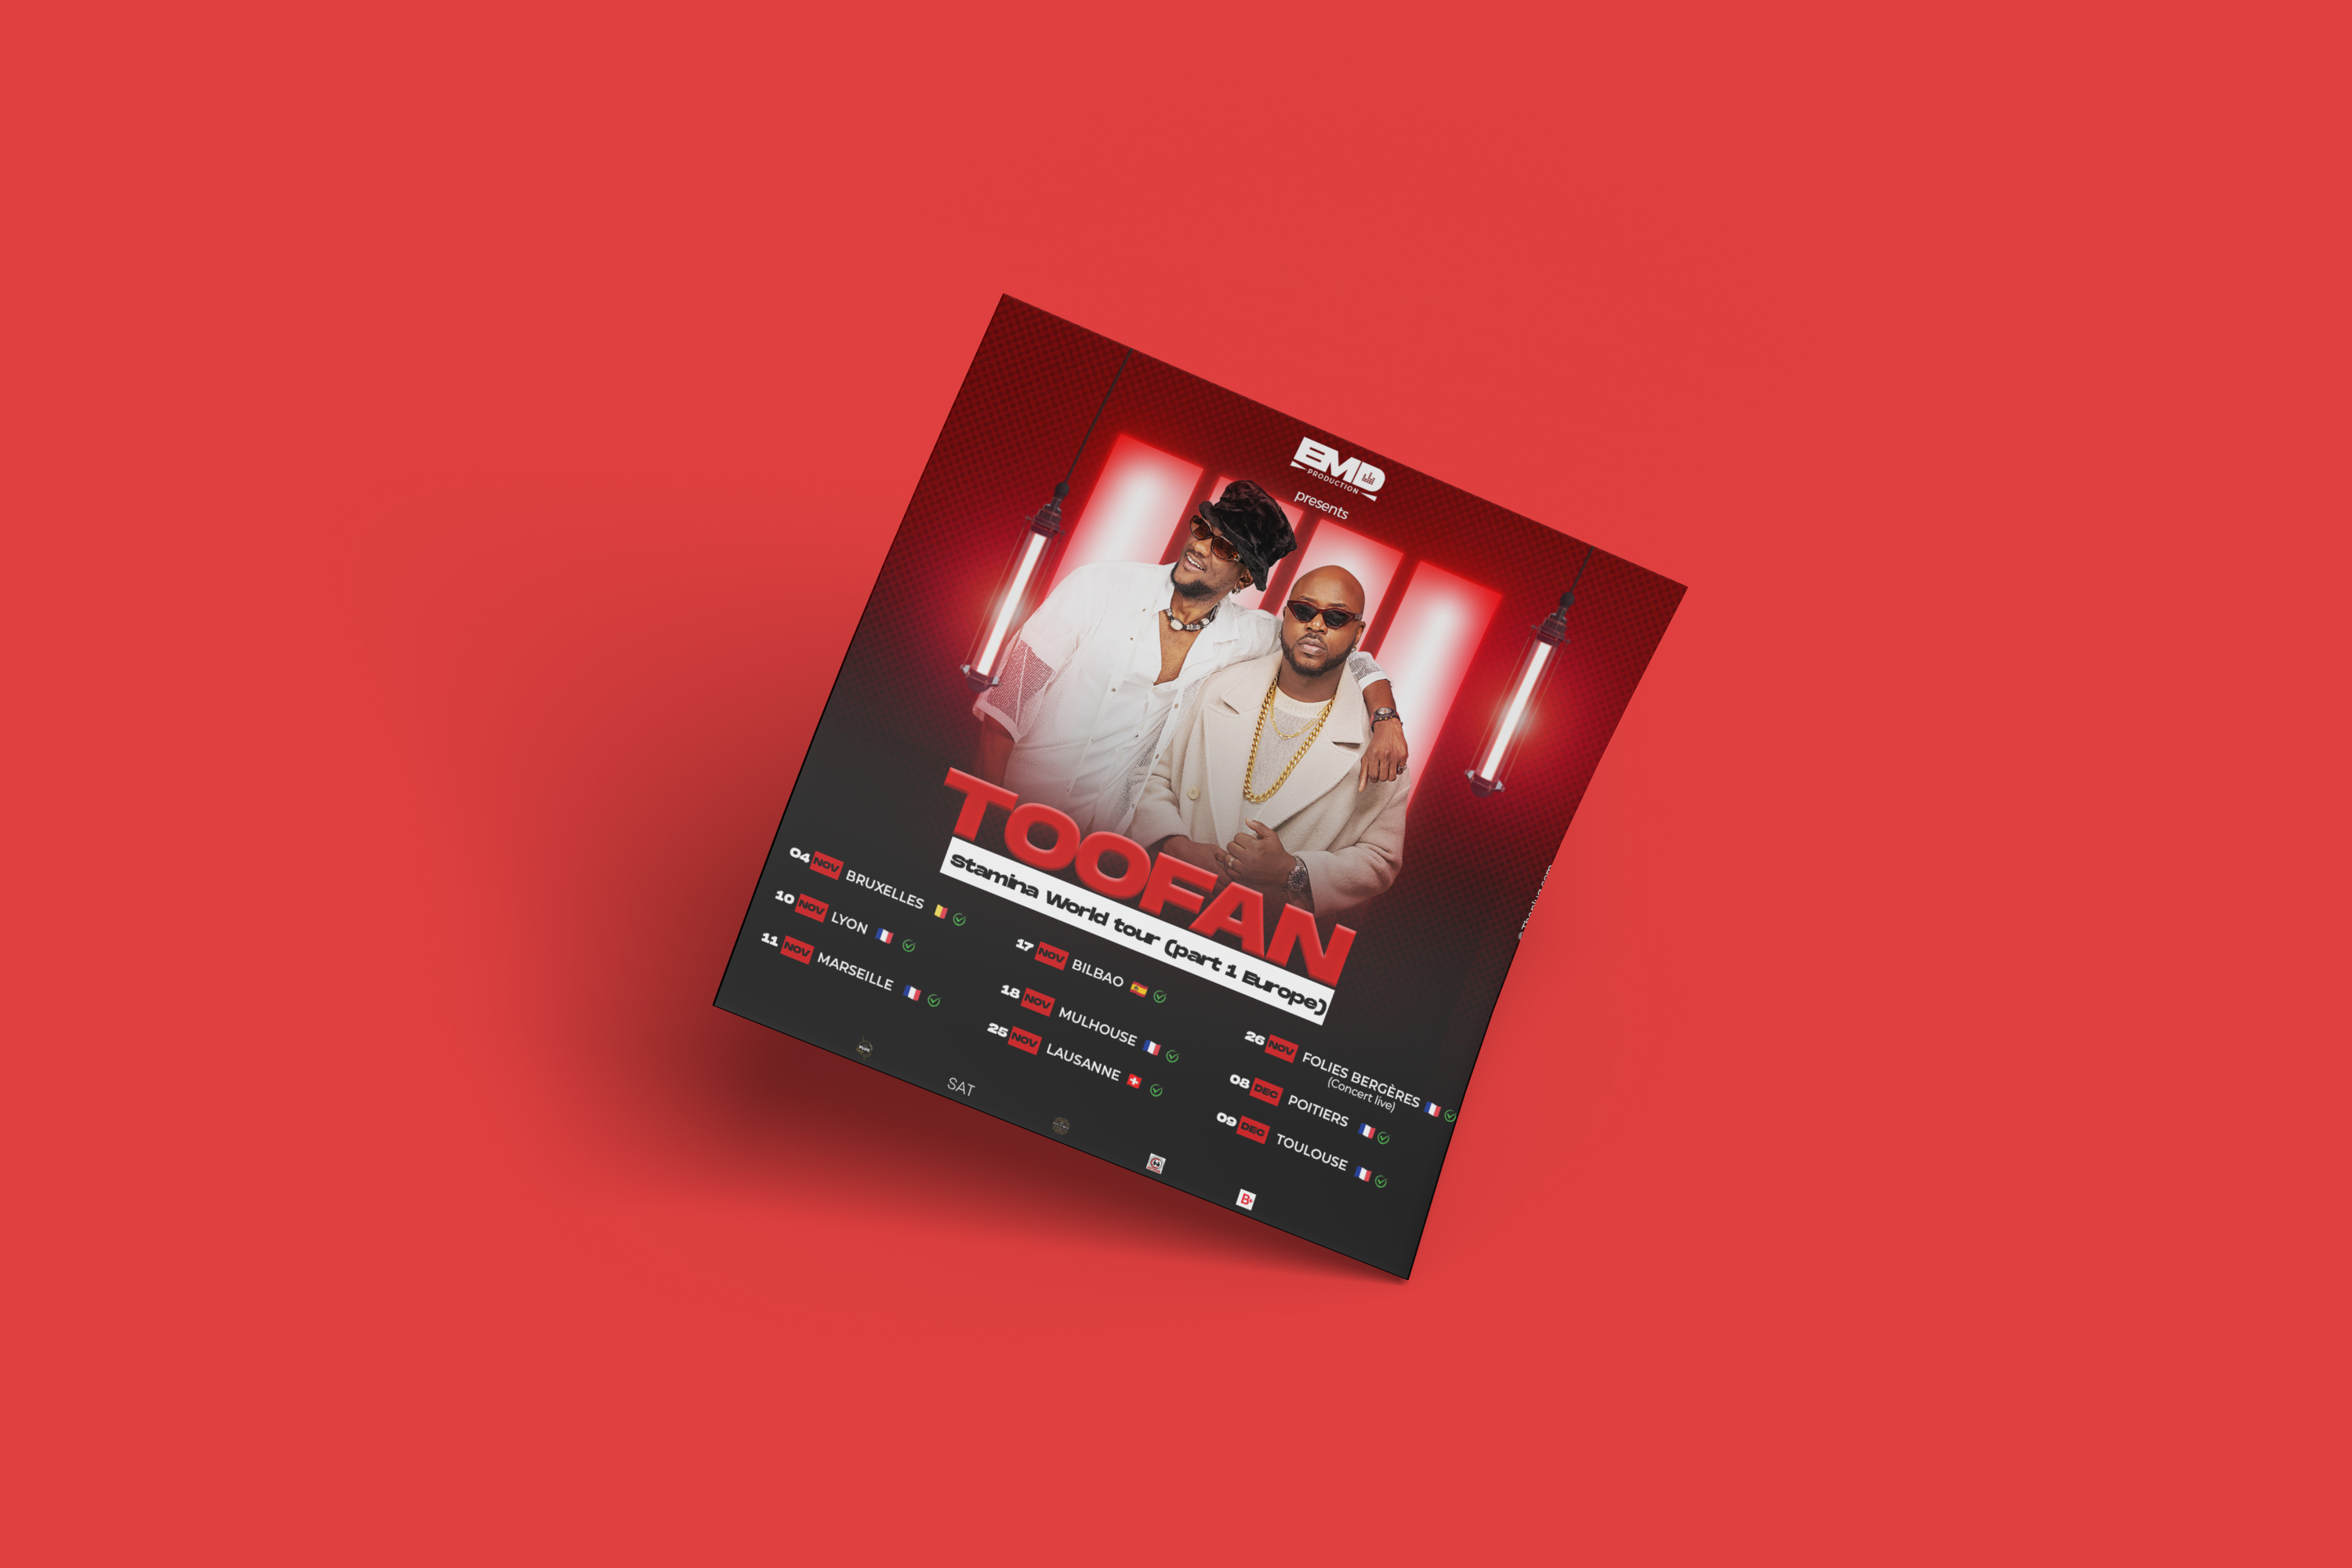 EMD
PRODUCTION
presents
TOOFAN
Stamina World tour (part 1 Europe)
04 NOV BRUXELLES
10 NOV LYON
11 NOV MARSEILLE
17 NOV BILBAO
18 NOV MULHOUSE
25 NOV LAUSANNE
26 NOV FOLIES BERGÈRES
(Concert live)
08 DEC POITIERS
09 DEC TOULOUSE
SAT
B+